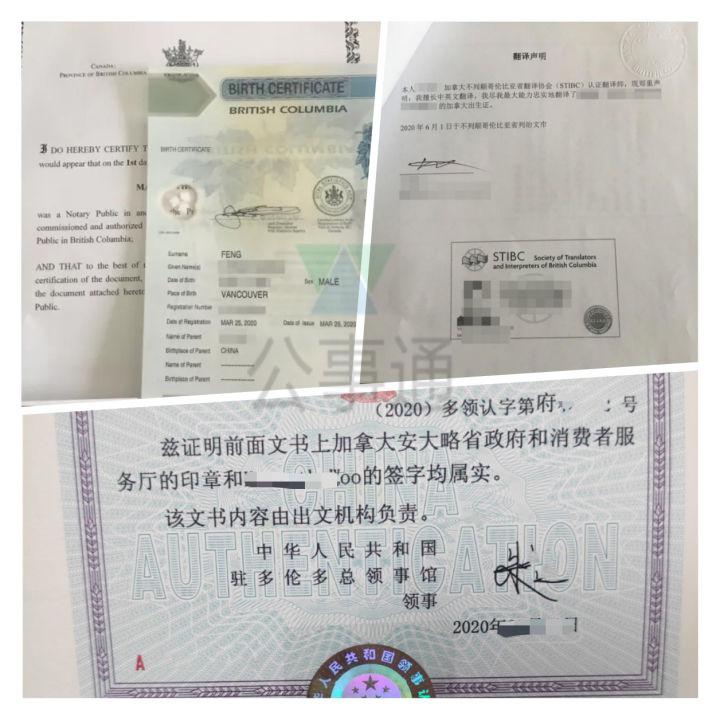 CANADA:
PROVINCE OF BRITISH COLUMBIA
I DO HEREBY CERTIFY T
would appear that on the 1st da
MA
was a Notary Public in an
commissioned and authorized
Public in British Columbia;
AND THAT to the best of
certification of the document,
the document attached hereto
Public.
BIRTH CERTIFICATE
BRITISH COLUMBIA
BIRTH CERTIFICATE
Surname FENG
Given Name(s)
Date of Birth Sex MALE
Place of Birth VANCOUVER
Registration Number
Date of Registration MAR 25, 2020 Date of Issue MAR 25, 2020
Name of Parent
Birthplace of Parent CHINA
Name of Parent -------------
Birthplace of Parent -------------
翻译声明
本人 加拿大不列颠哥伦比亚省翻译协会(STIBC)认证翻译师,现郑重声
明:我擅长中英文翻译,我尽我最大能力忠实地翻译了
的加拿大出生证。
2020 年 6 月 1 日于不列颠哥伦比亚省列治文市
STIBC Society of Translators
and Interpreters of British Columbia
公事通
(2020)多领认字第府 号
兹证明前面文书上加拿大安大略省政府和消费者服
务厅的印章和 oo的签字均属实。
该文书内容由出文机构负责。
中华人民共和国
驻多伦多总领事馆
领事
2020年 日
CHINA
AUTHENTICATION
A
华人民共和国领事认